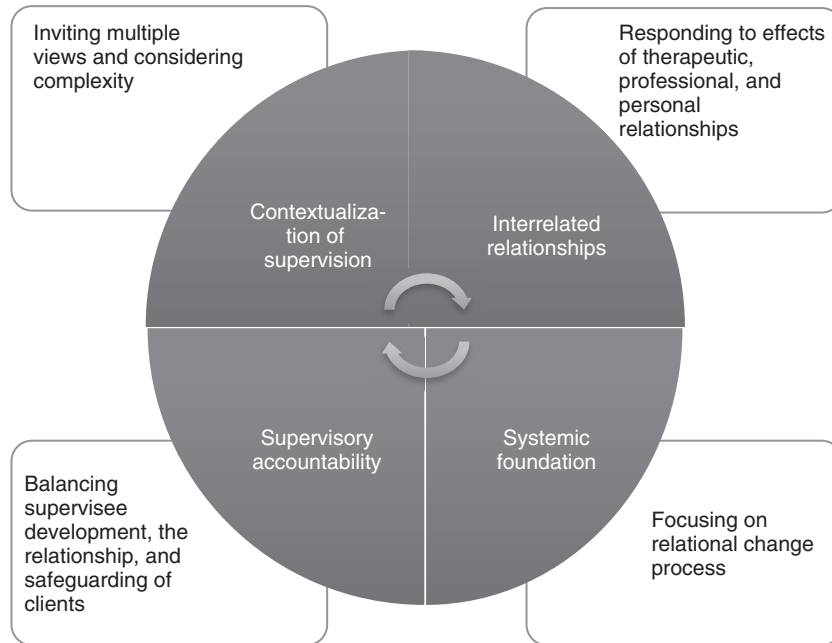 Inviting multiple
views and considering
complexity
Responding to effects
of therapeutic,
professional, and
personal
relationships
Contextualiza-
tion of
supervision
Interrelated
relationships
Supervisory
accountability
Systemic
foundation
Balancing
supervisee
development, the
relationship, and
safeguarding of
clients
Focusing on
relational change
process